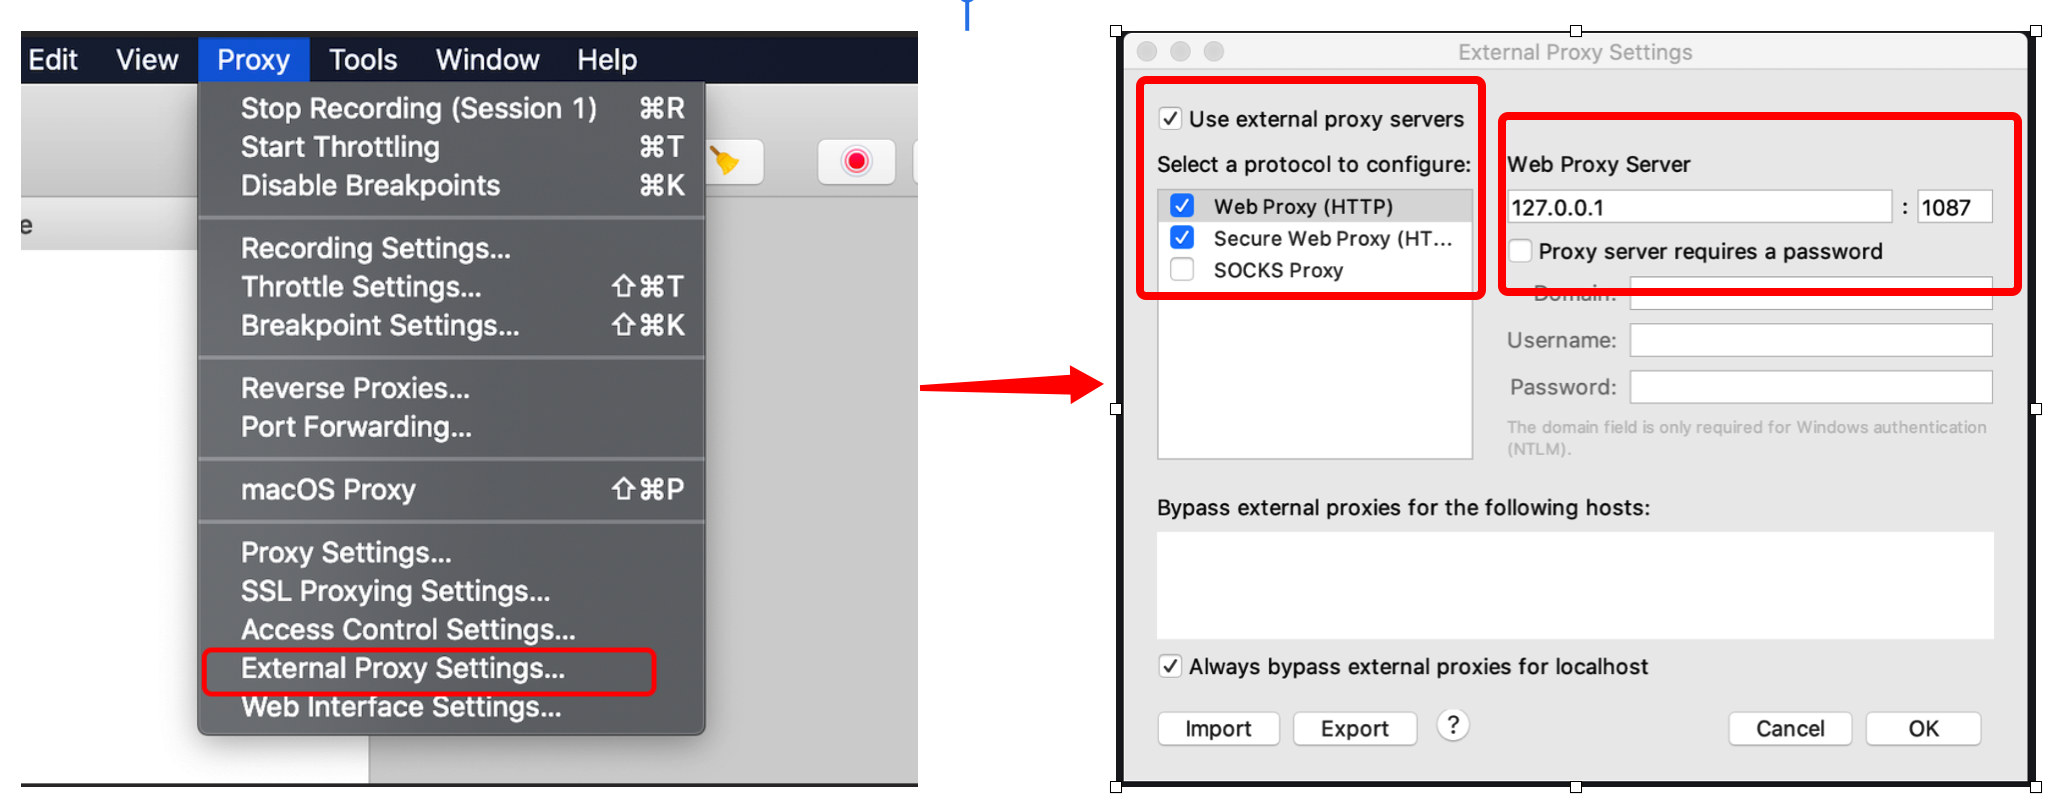 Edit View Proxy Tools Window Help
Stop Recording (Session 1) ⌘R
Start Throttling ⌘T
Disable Breakpoints ⌘K
e
Recording Settings...
Throttle Settings... ⇧⌘T
Breakpoint Settings... ⇧⌘K
Reverse Proxies...
Port Forwarding...
macOS Proxy ⇧⌘P
Proxy Settings...
SSL Proxying Settings...
Access Control Settings...
External Proxy Settings...
Web Interface Settings...
External Proxy Settings
Use external proxy servers
Select a protocol to configure:
Web Proxy (HTTP)
Secure Web Proxy (HT...
SOCKS Proxy
Web Proxy Server
127.0.0.1 : 1087
Proxy server requires a password
Domain:
Username:
Password:
The domain field is only required for Windows authentication
(NTLM).
Bypass external proxies for the following hosts:
Always bypass external proxies for localhost
Import Export ? Cancel OK